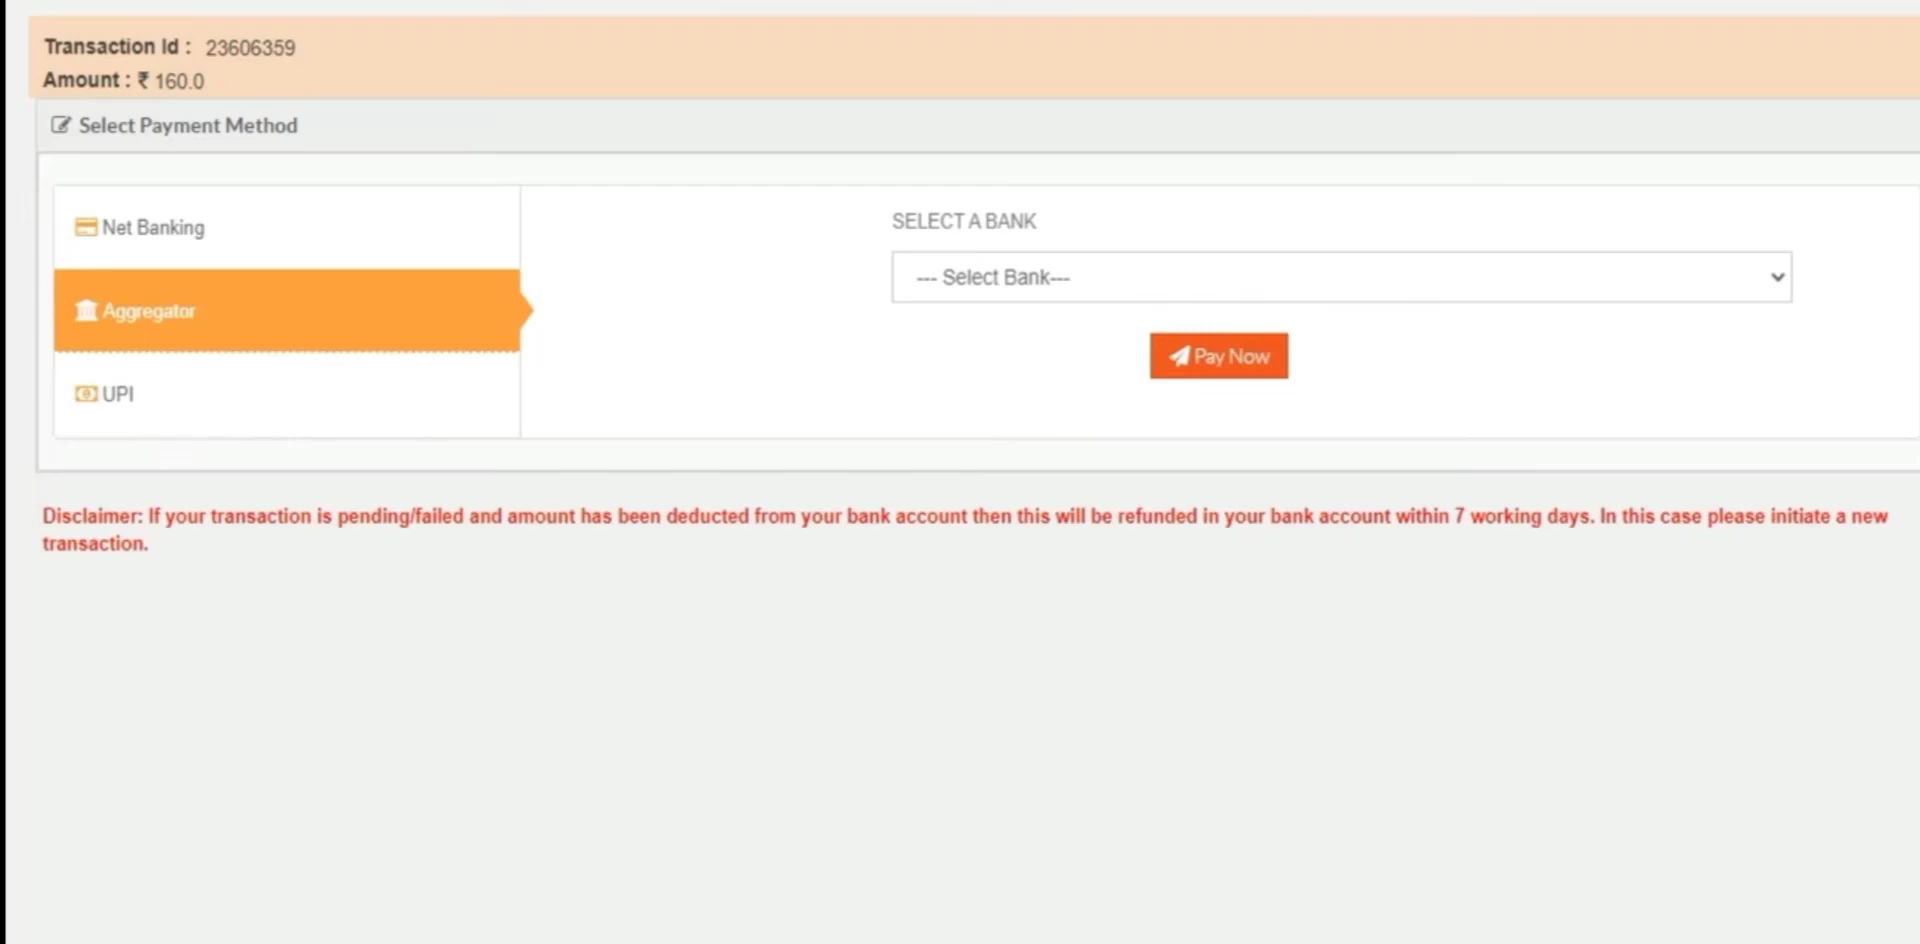 Transaction Id : 23606359
Amount : ₹ 160.0
Select Payment Method
Net Banking
Aggregator
UPI
SELECT A BANK
--- Select Bank---
Pay Now
Disclaimer: If your transaction is pending/failed and amount has been deducted from your bank account then this will be refunded in your bank account within 7 working days. In this case please initiate a new
transaction.